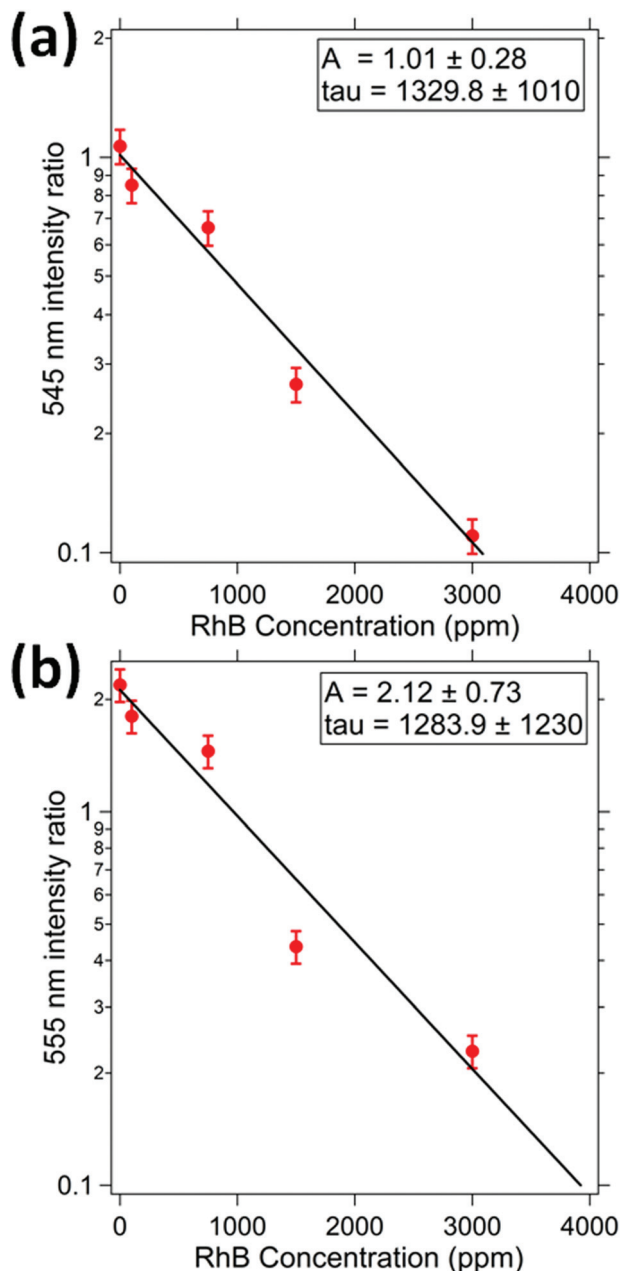 (a)
A = 1.01 ± 0.28
tau = 1329.8 ± 1010
545 nm intensity ratio
2
1
9
8
7
6
5
4
3
2
0.1
0 1000 2000 3000 4000
RhB Concentration (ppm)
(b)
A = 2.12 ± 0.73
tau = 1283.9 ± 1230
555 nm intensity ratio
2
1
9
8
7
6
5
4
3
2
0.1
0 1000 2000 3000 4000
RhB Concentration (ppm)